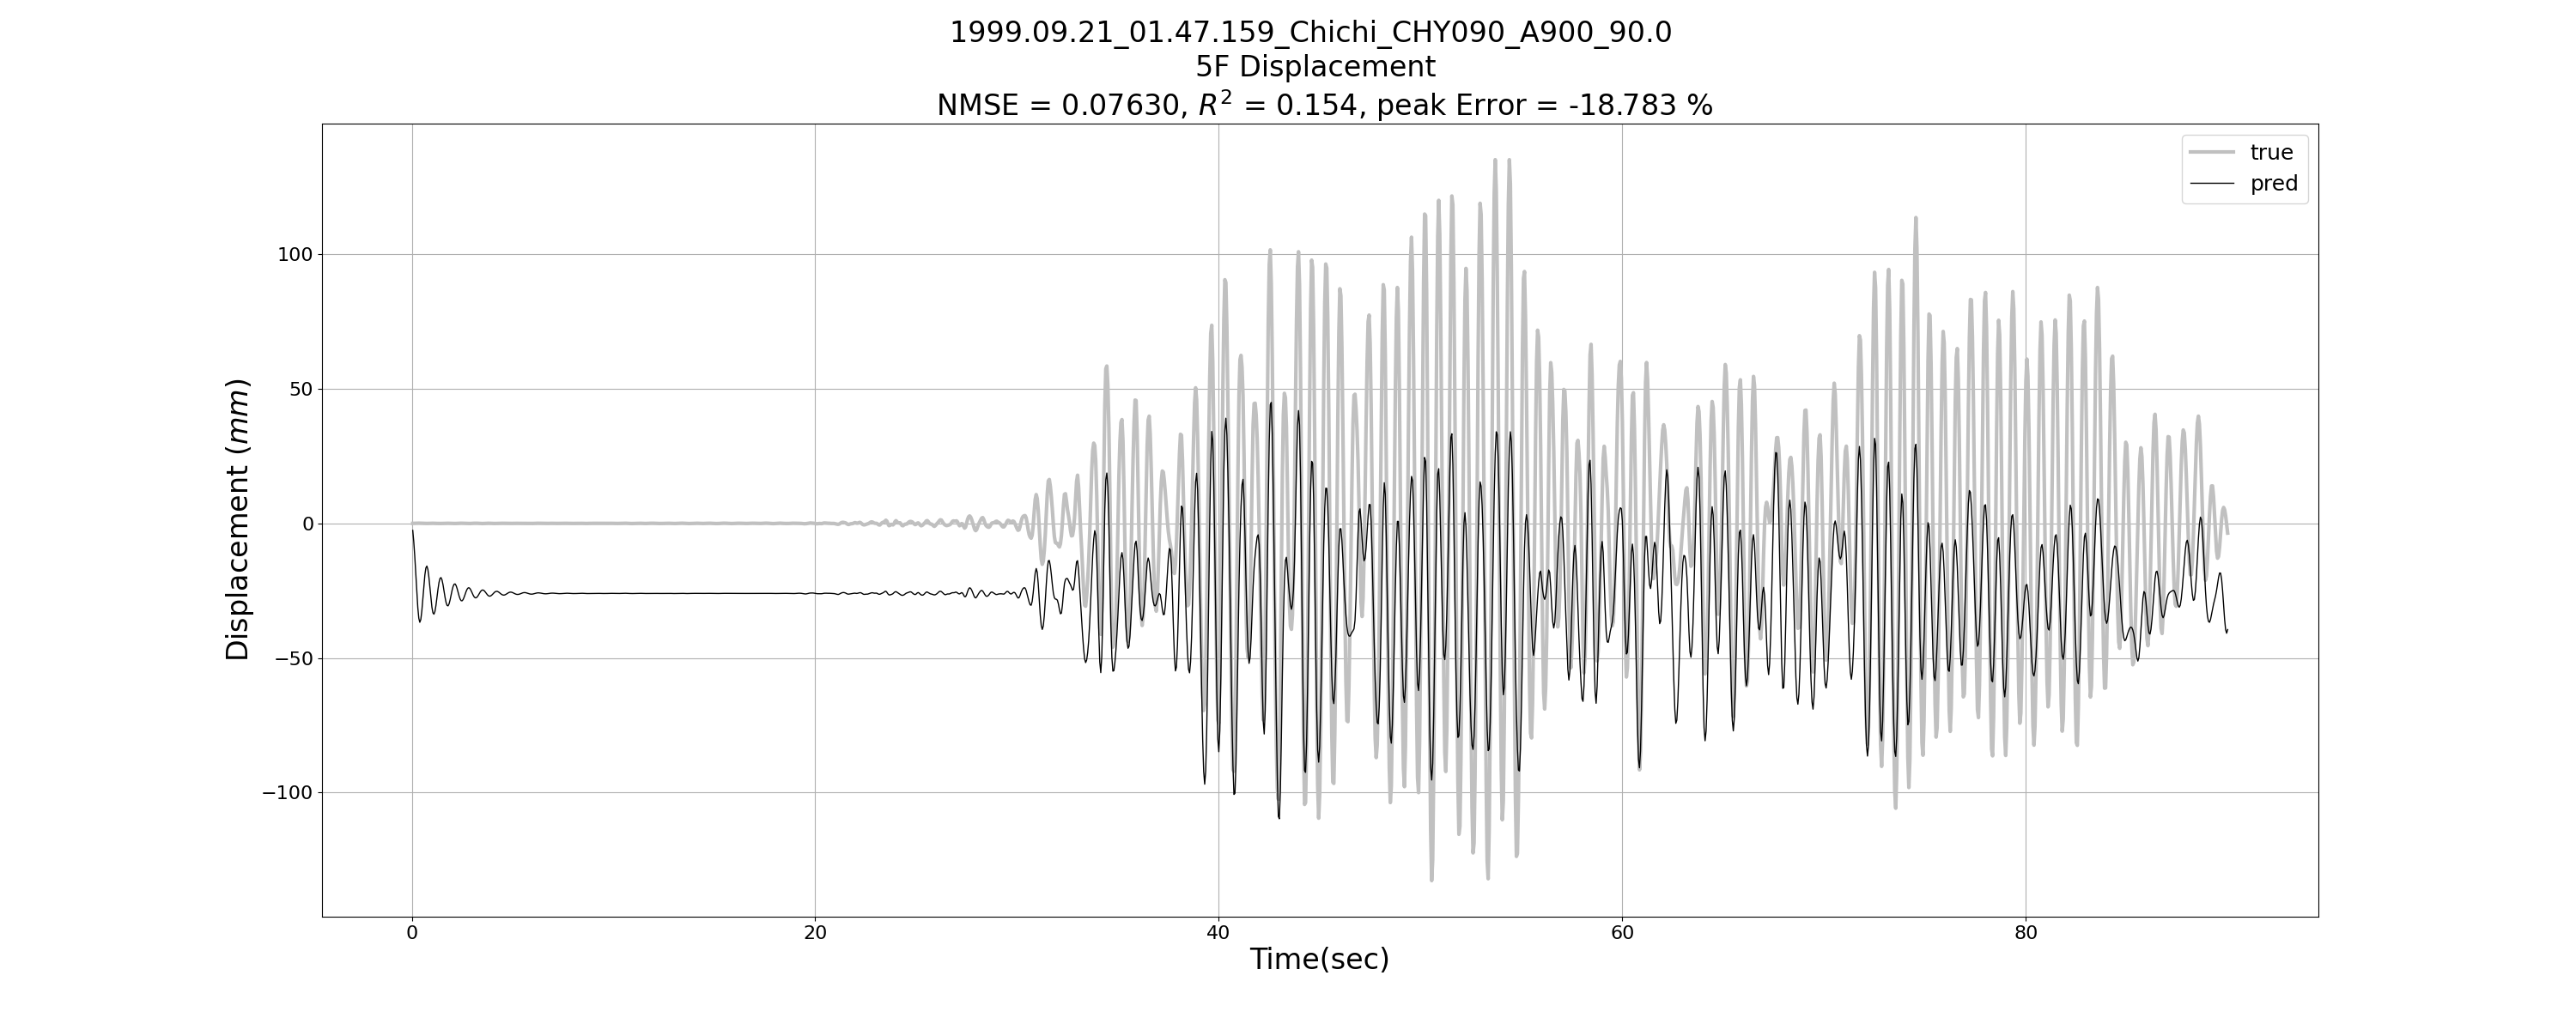 1999.09.21_01.47.159_Chichi_CHY090_A900_90.0
5F Displacement
NMSE = 0.07630, R² = 0.154, peak Error = -18.783 %
true
pred
Displacement (mm)
100
50
0
−50
−100
0 20 40 60 80
Time(sec)